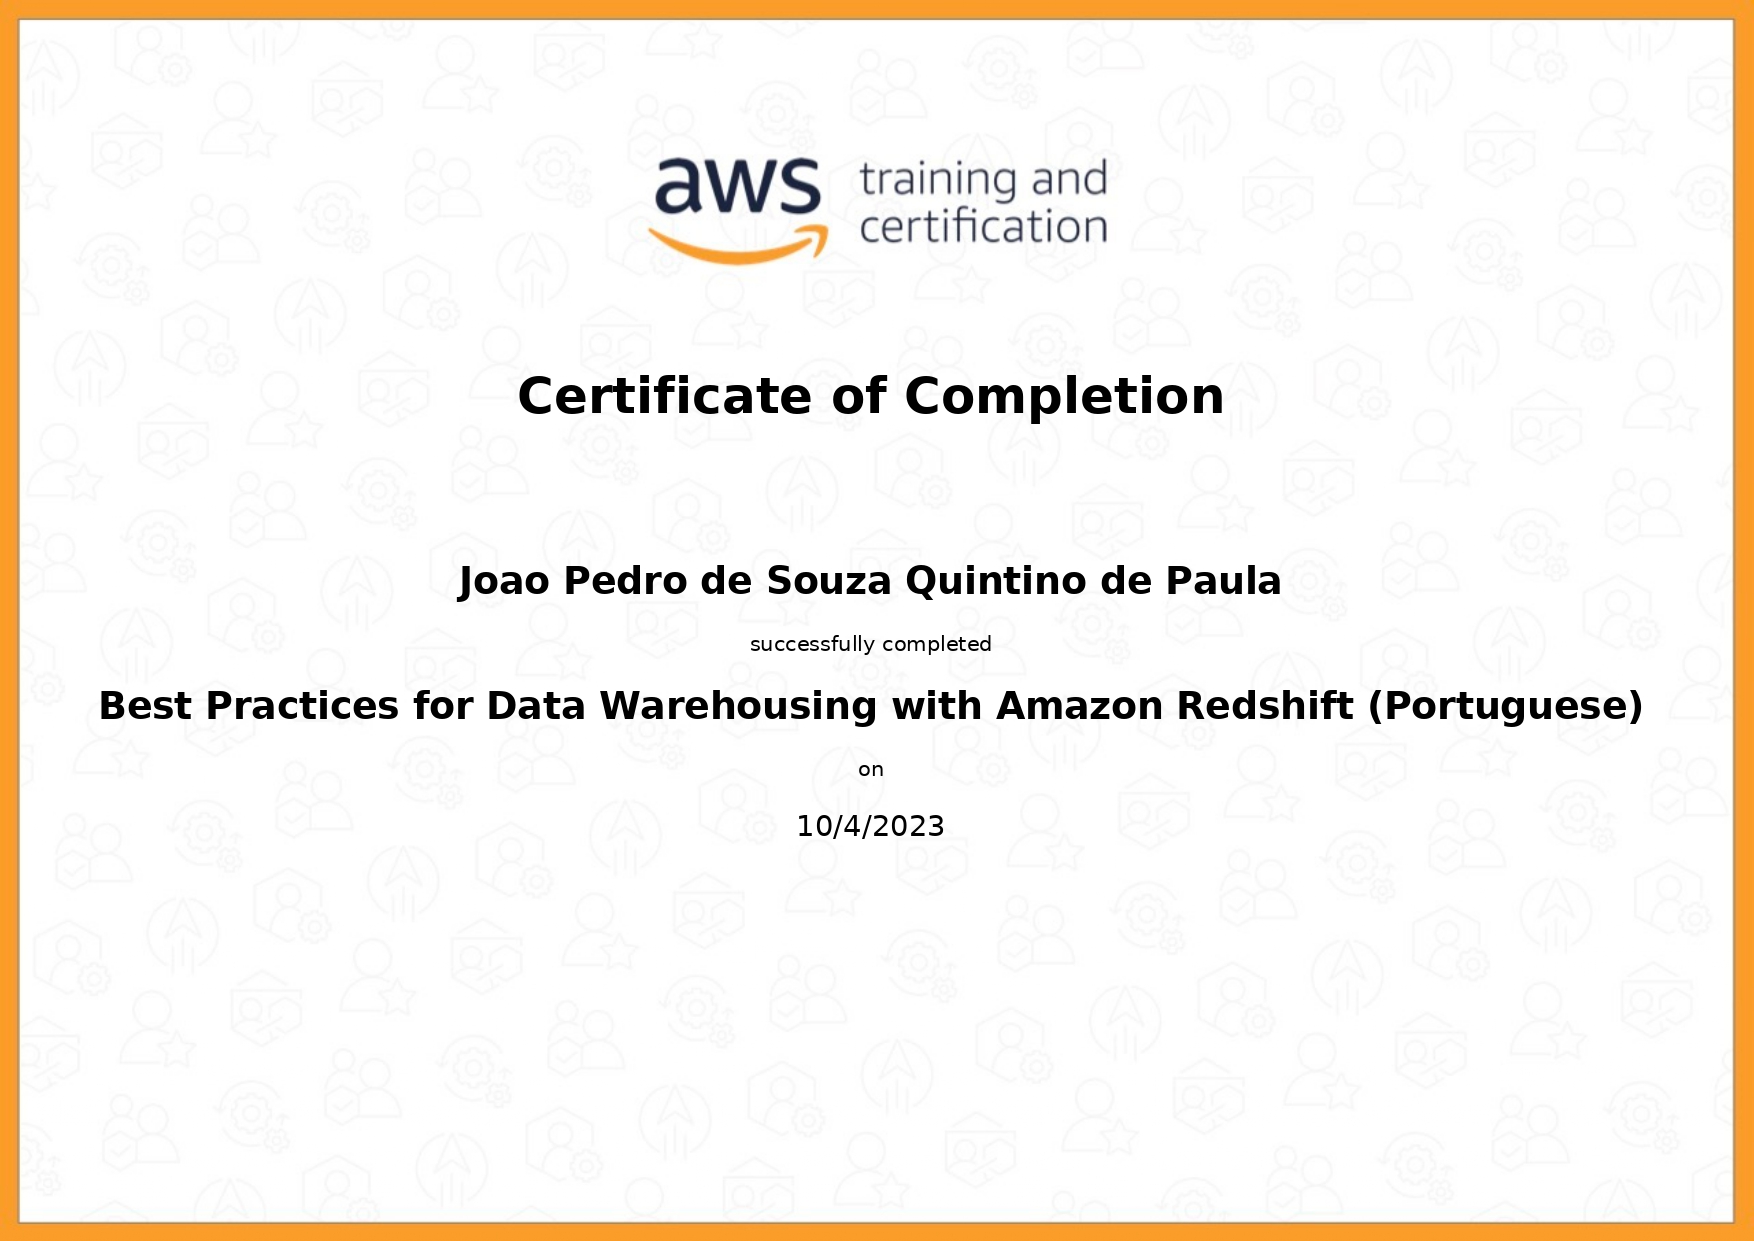 aws training and
certification
Certificate of Completion
Joao Pedro de Souza Quintino de Paula
successfully completed
Best Practices for Data Warehousing with Amazon Redshift (Portuguese)
on
10/4/2023